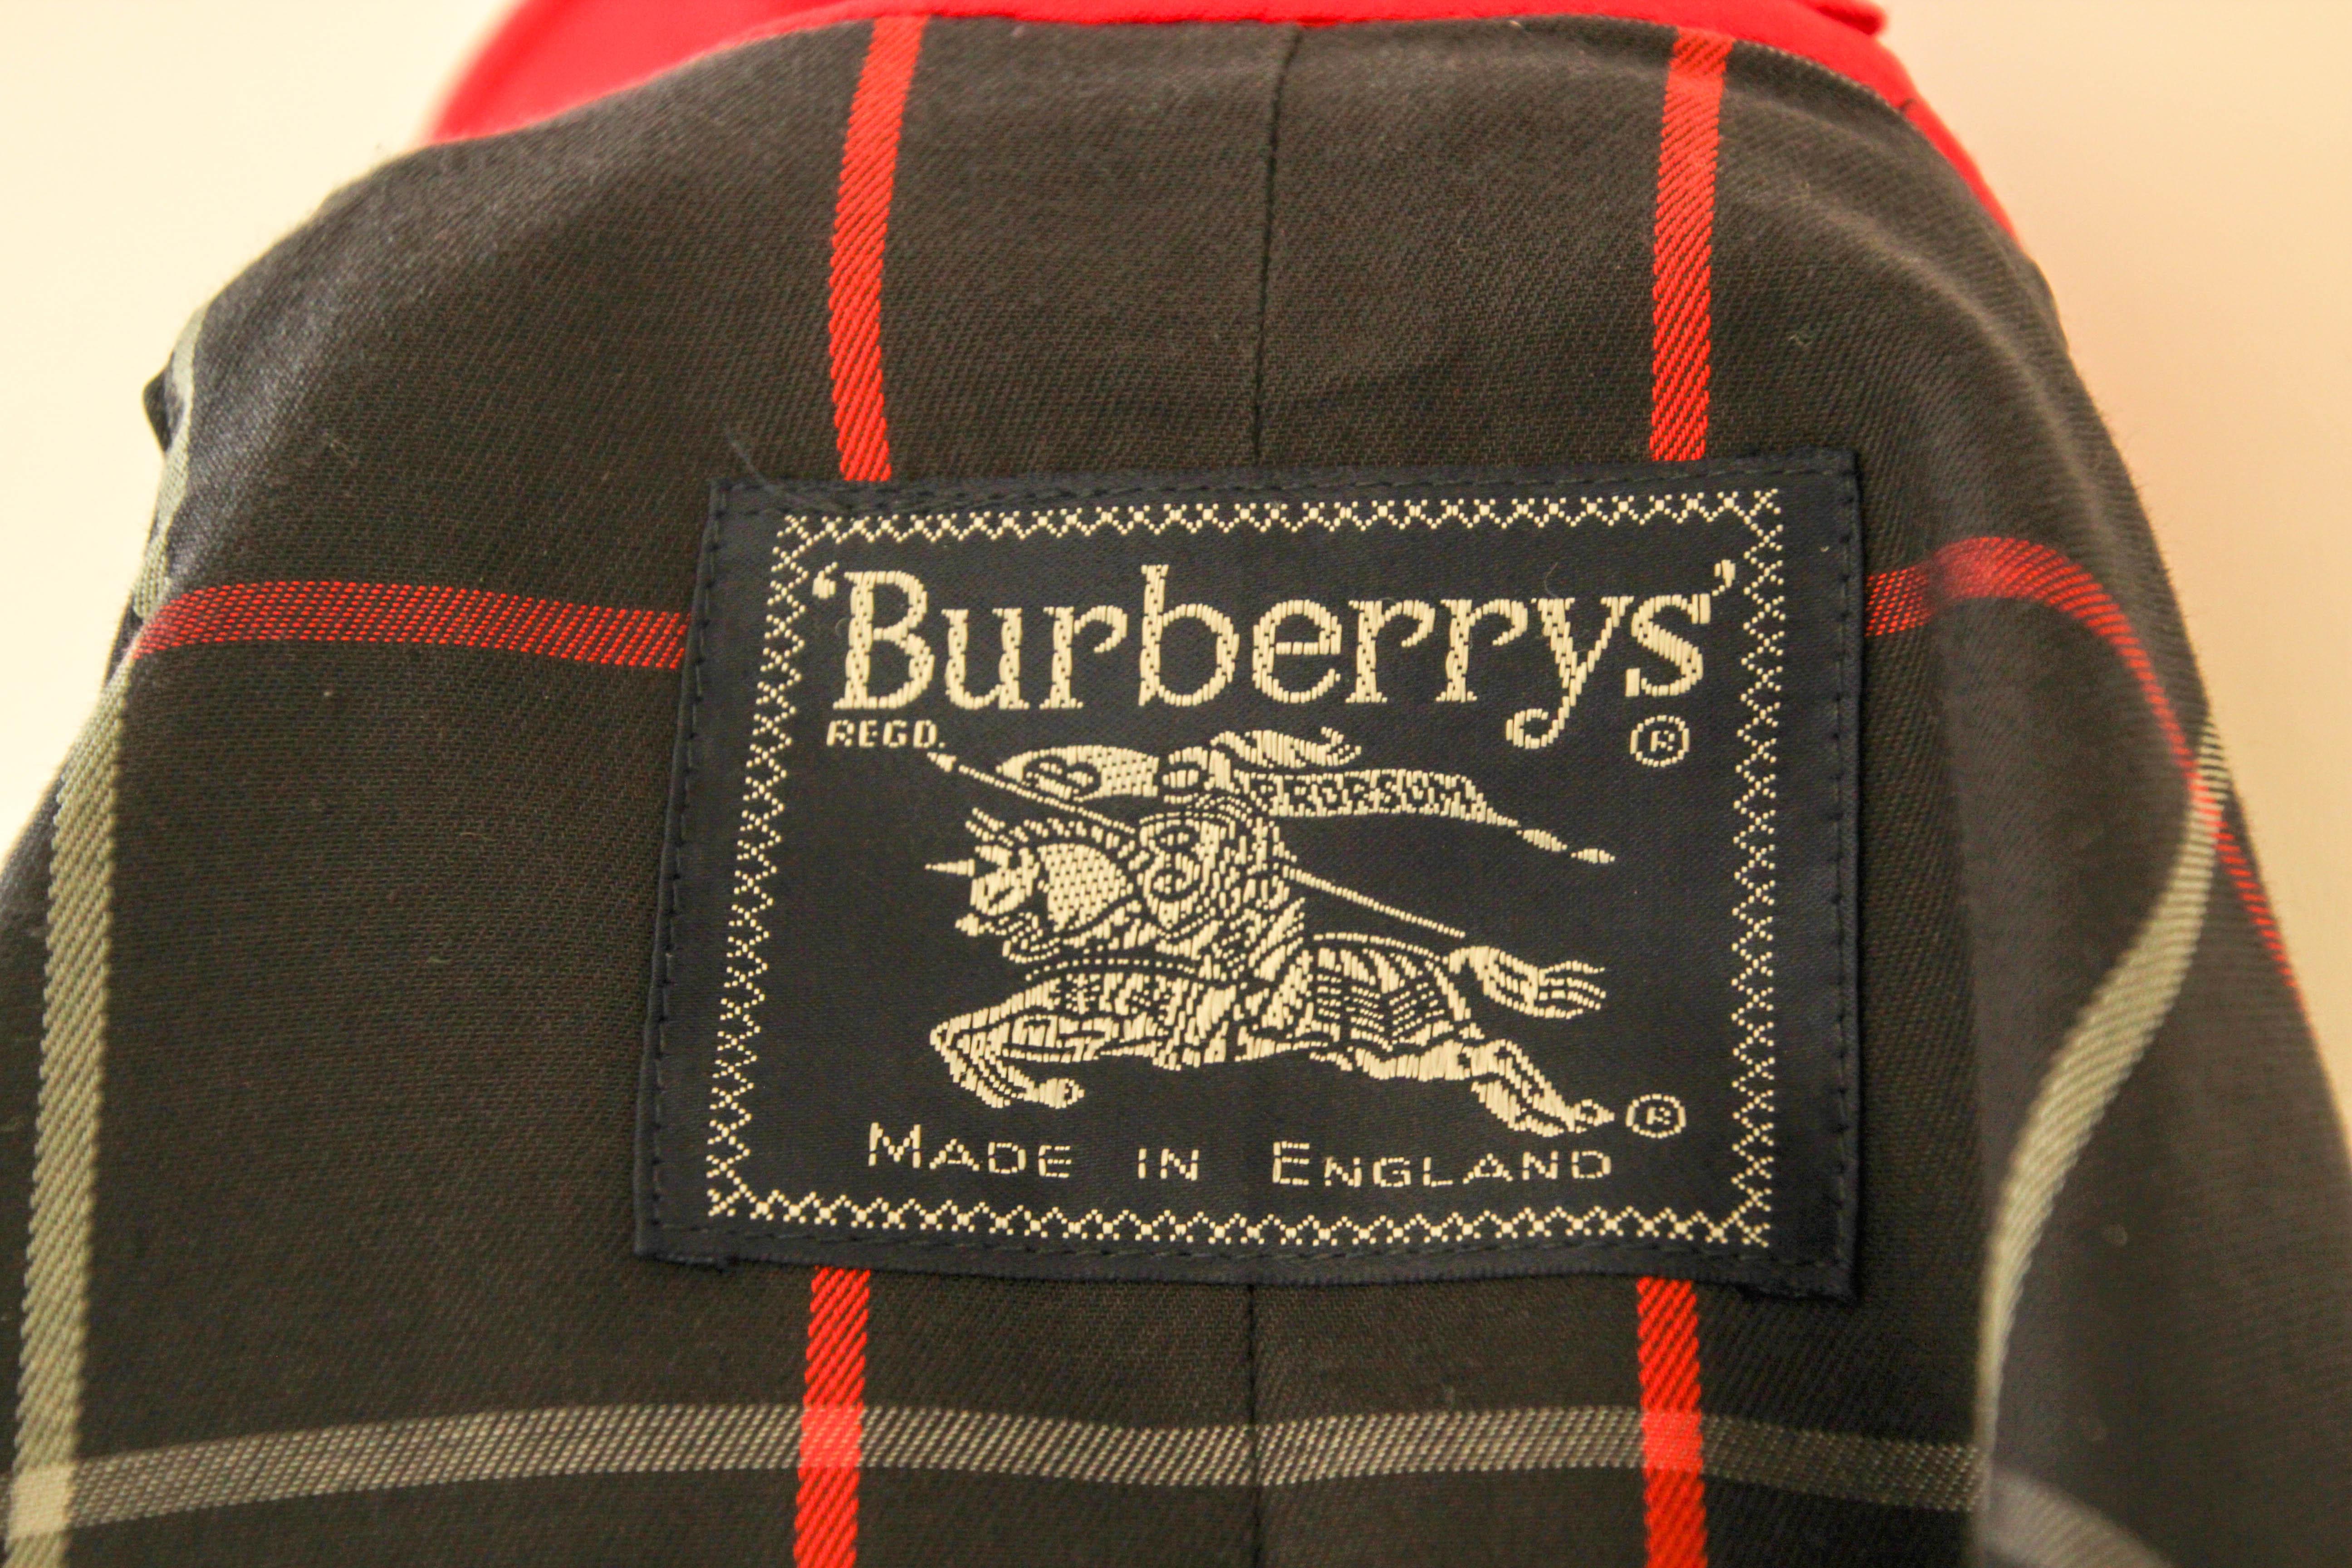 'Burberrys'
REGD. ®
B PRORSUM
B
®
MADE IN ENGLAND